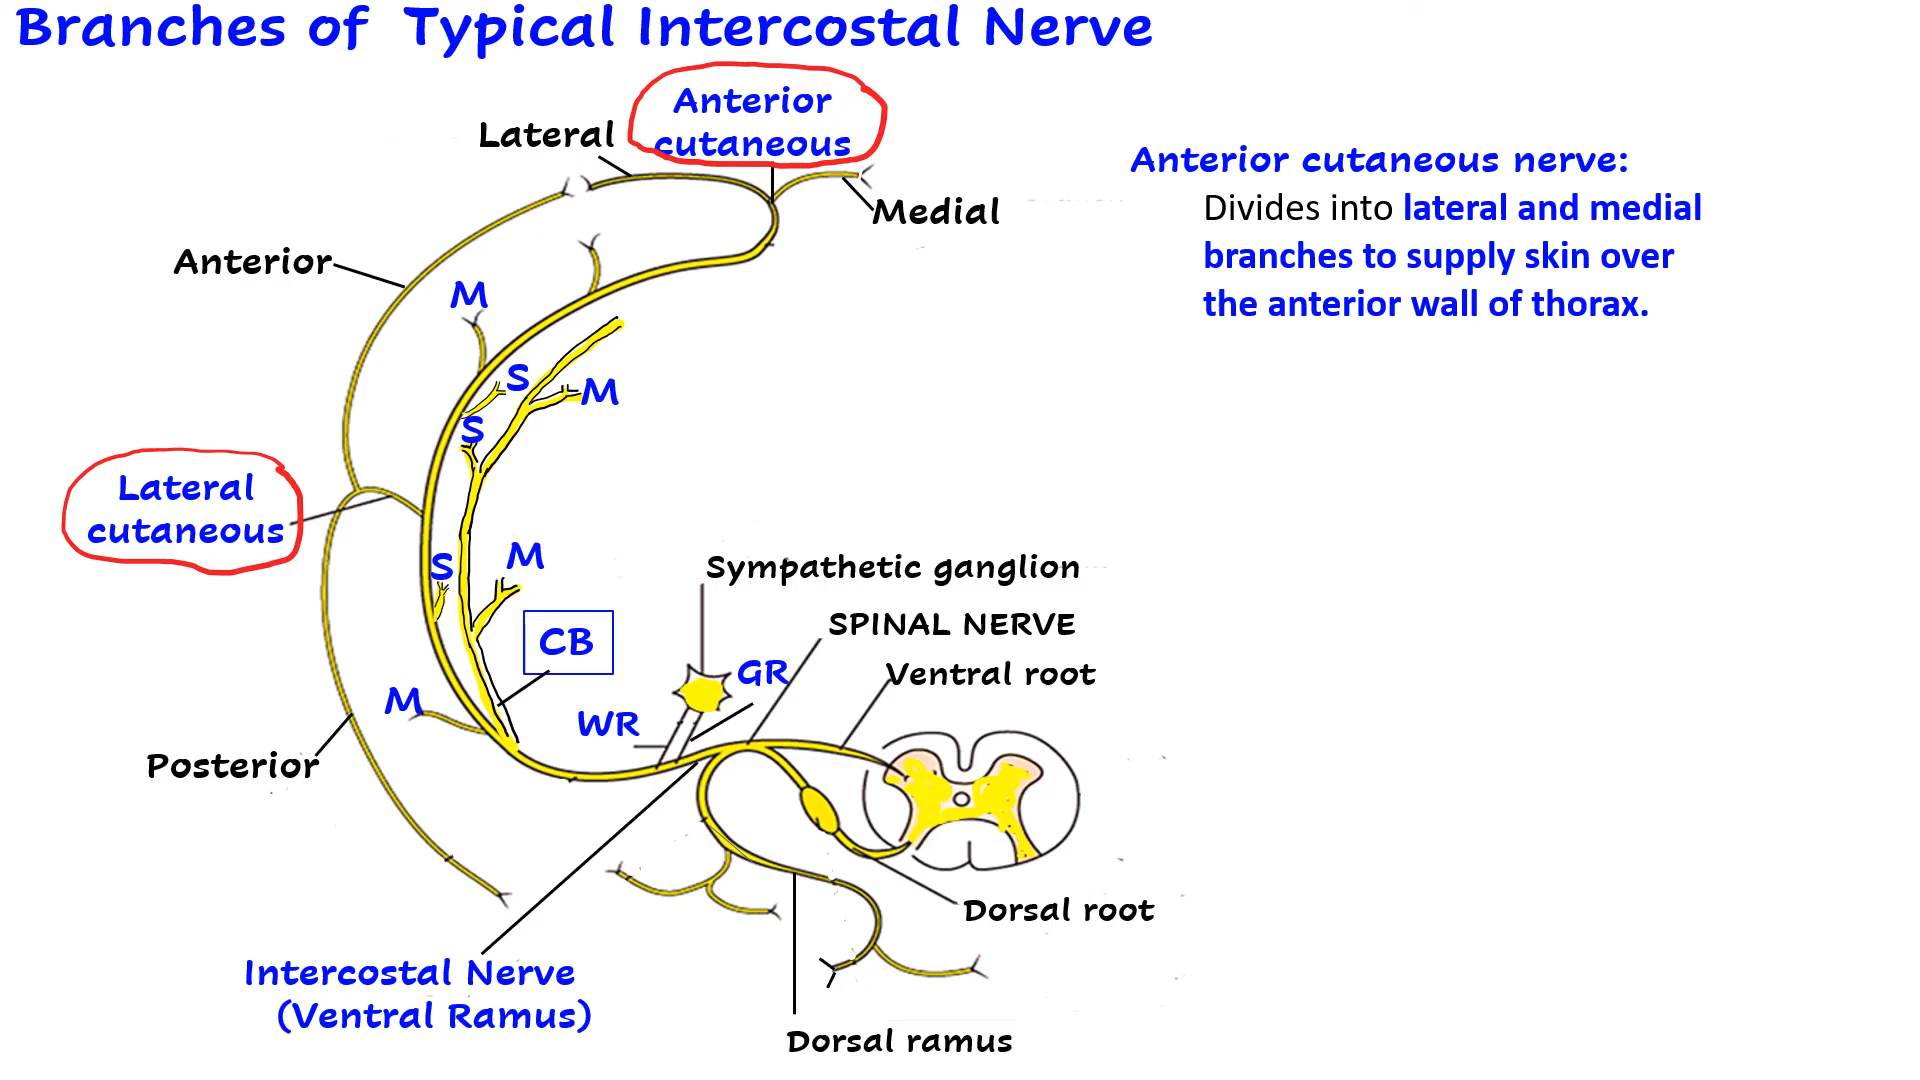 Branches of Typical Intercostal Nerve
Anterior
cutaneous
Lateral
Medial
Anterior
M
S
M
S
Lateral
cutaneous
S
M
CB
M
WR
GR
Sympathetic ganglion
SPINAL NERVE
Ventral root
Posterior
Dorsal root
Intercostal Nerve
(Ventral Ramus)
Dorsal ramus
Anterior cutaneous nerve:
Divides into lateral and medial
branches to supply skin over
the anterior wall of thorax.